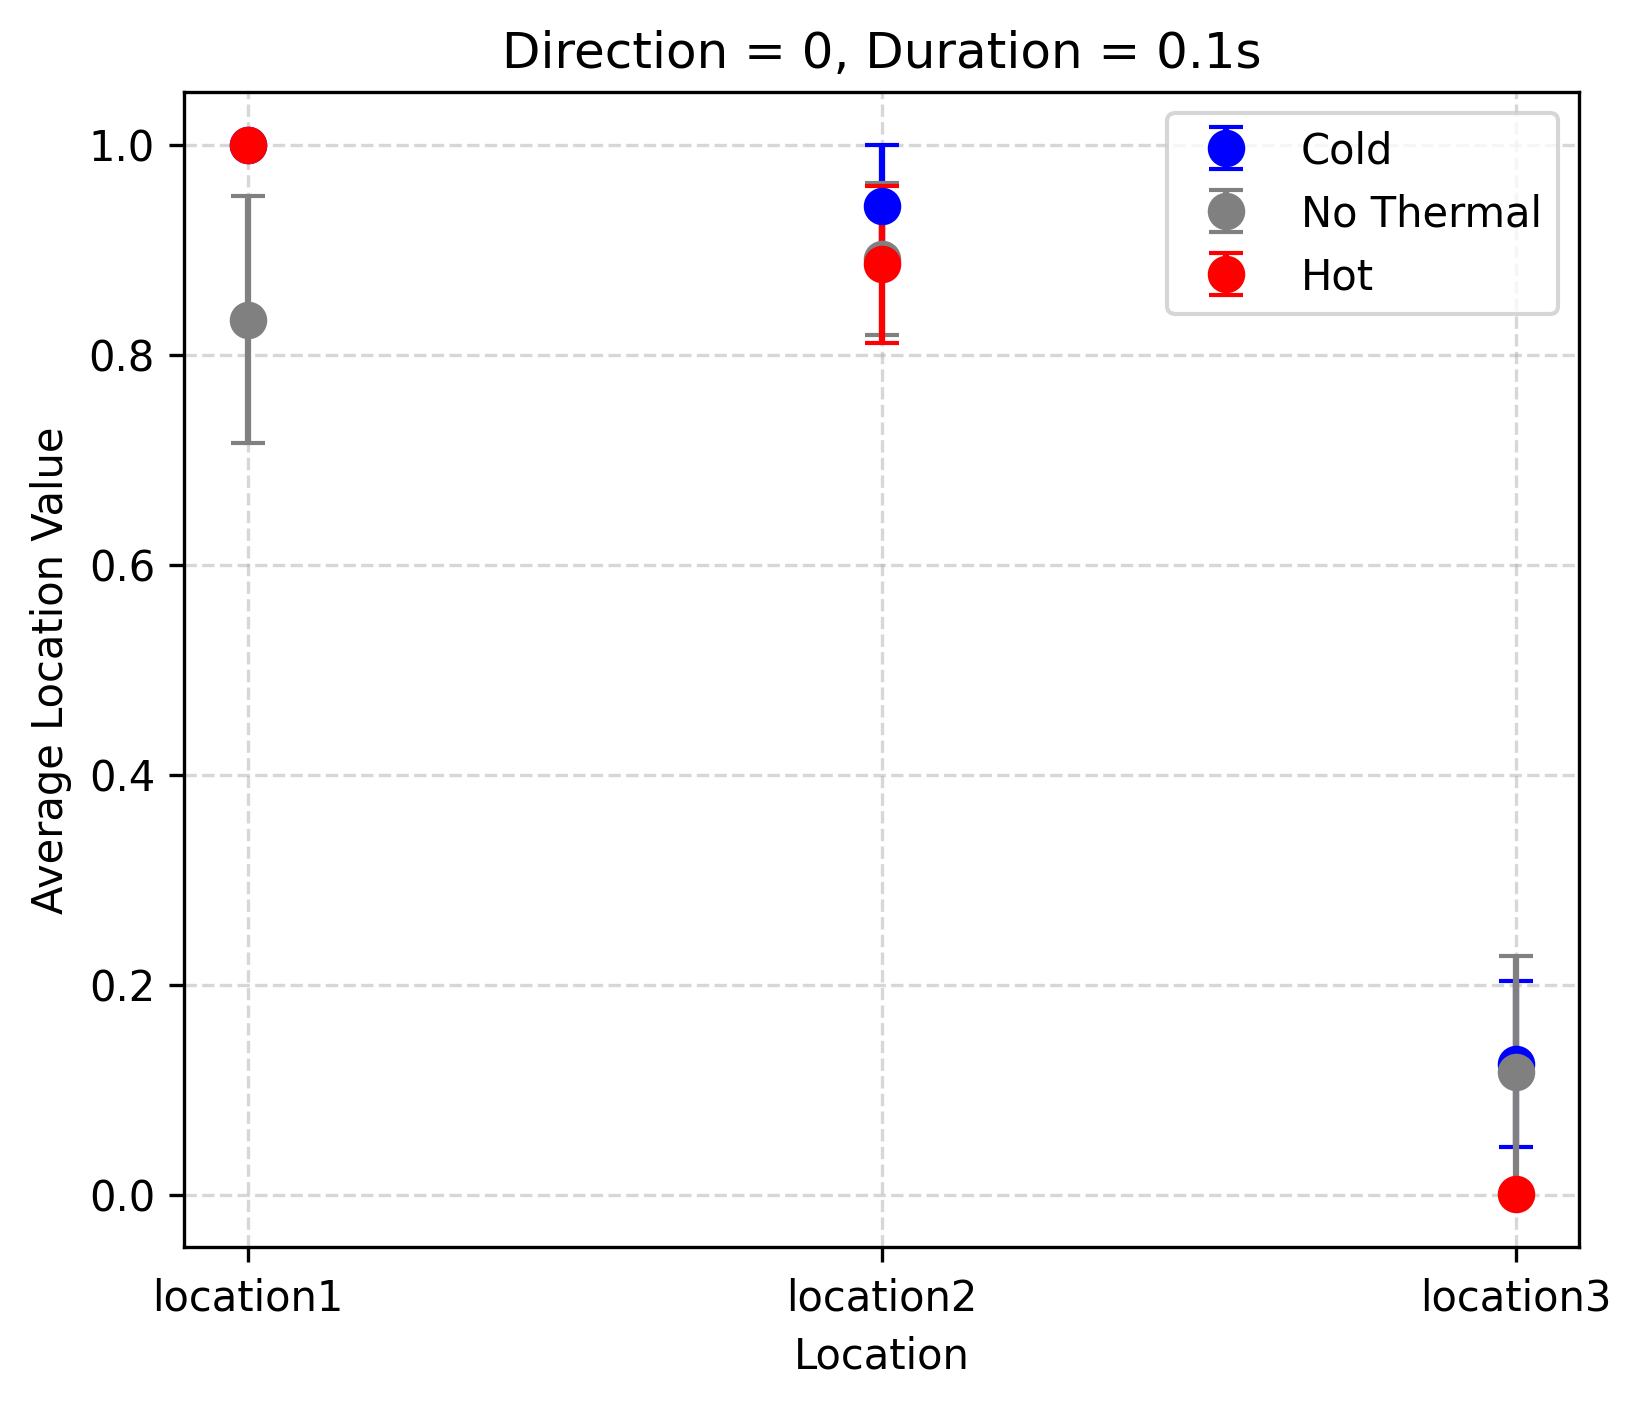 Direction = 0, Duration = 0.1s
Cold
No Thermal
Hot
1.0
0.8
0.6
0.4
0.2
0.0
Average Location Value
location1
location2
location3
Location